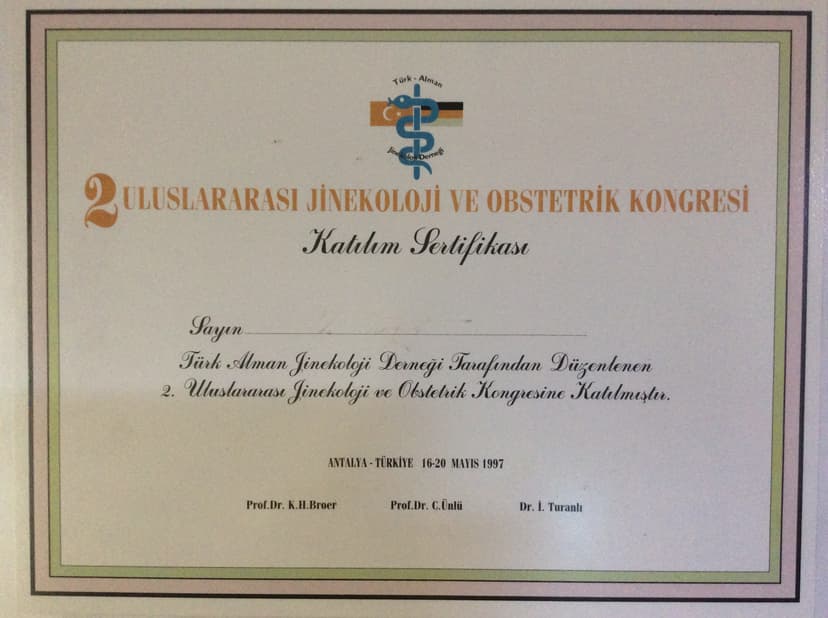 Türk - Alman
Jinekoloji Derneği
2 ULUSLARARASI JİNEKOLOJİ VE OBSTETRİK KONGRESİ
Katılım Sertifikası
Sayın
Türk Alman Jinekoloji Derneği Tarafından Düzenlenen
2. Uluslararası Jinekoloji ve Obstetrik Kongresine Katılmıştır.
ANTALYA - TÜRKİYE 16-20 MAYIS 1997
Prof.Dr. K.H.Broer Prof.Dr. C.Ünlü Dr. İ. Turanlı